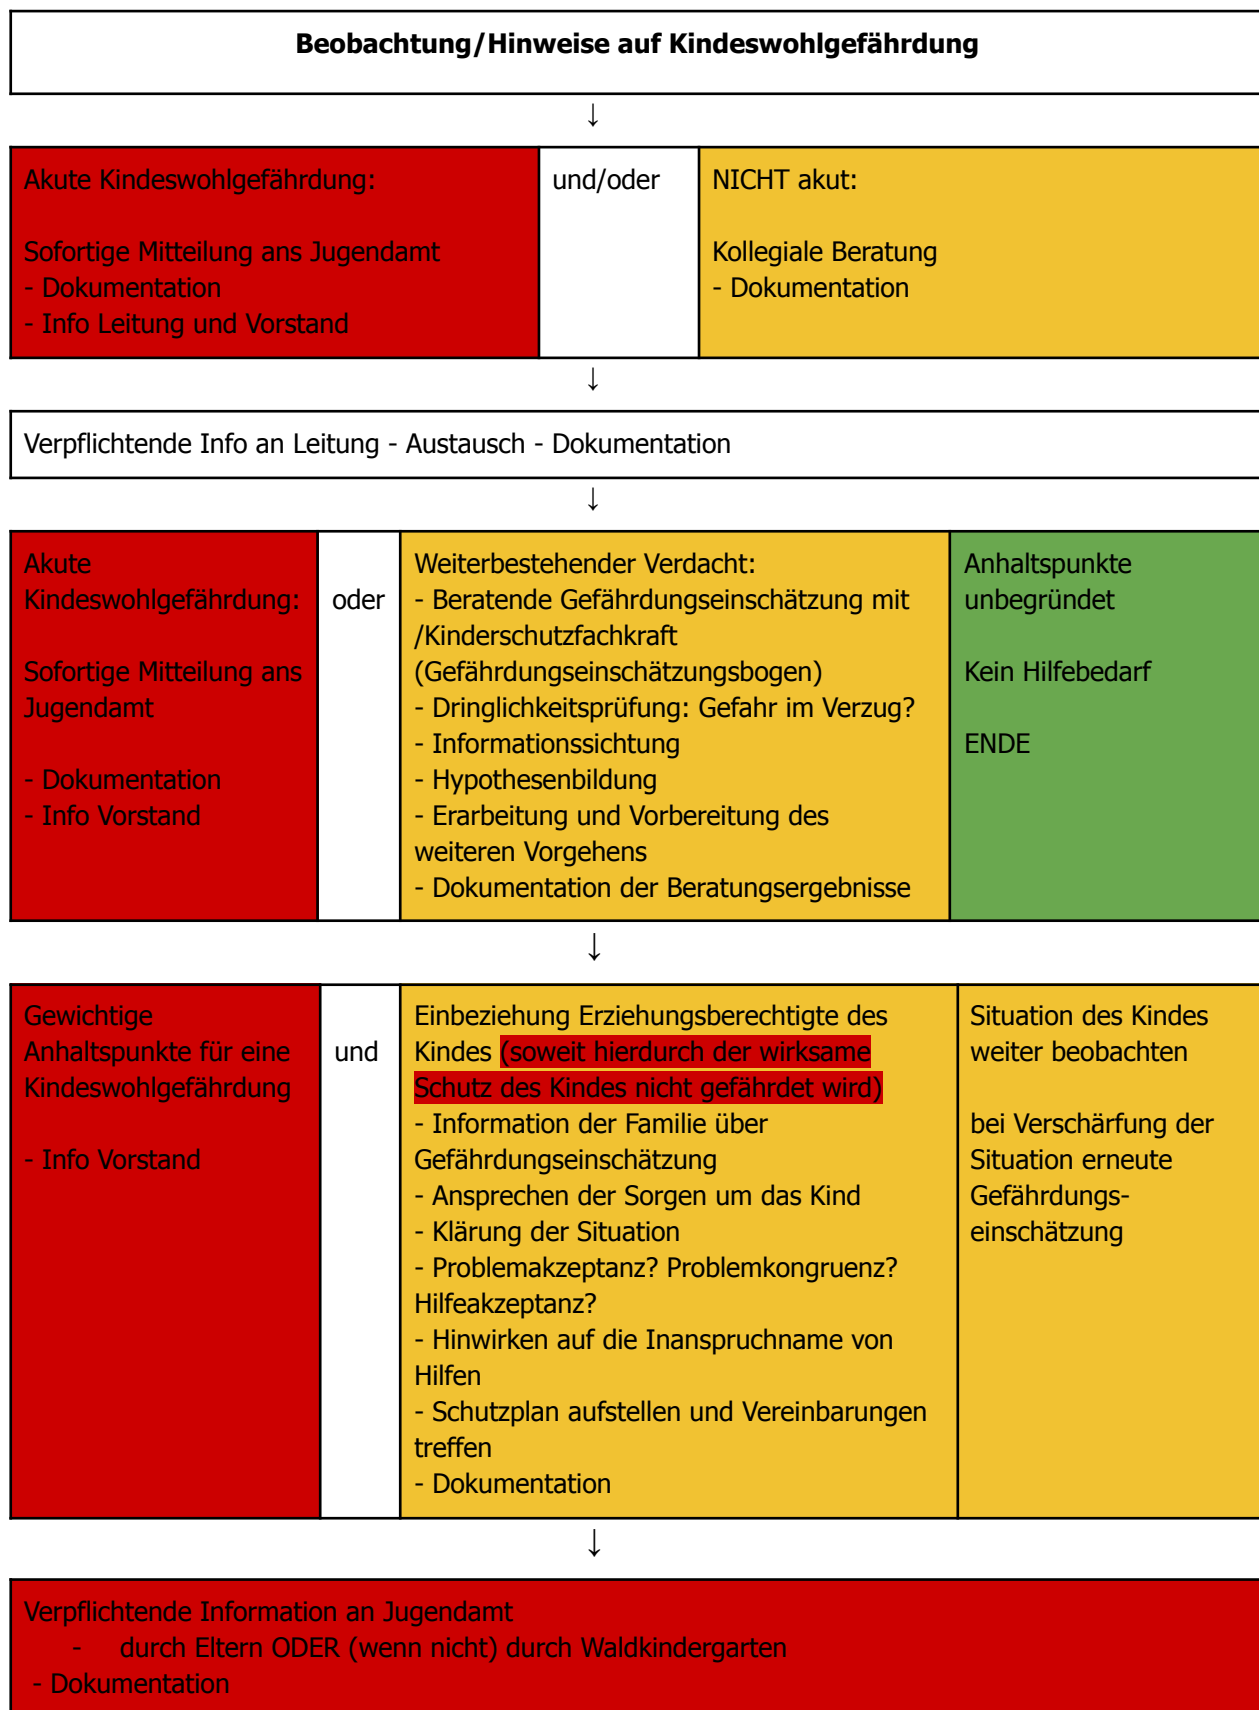 Beobachtung/Hinweise auf Kindeswohlgefährdung
↓
Akute Kindeswohlgefährdung:
Sofortige Mitteilung ans Jugendamt
- Dokumentation
- Info Leitung und Vorstand
und/oder
NICHT akut:
Kollegiale Beratung
- Dokumentation
↓
Verpflichtende Info an Leitung - Austausch - Dokumentation
↓
Akute
Kindeswohlgefährdung:
Sofortige Mitteilung ans
Jugendamt
- Dokumentation
- Info Vorstand
oder
Weiterbestehender Verdacht:
- Beratende Gefährdungseinschätzung mit
/Kinderschutzfachkraft
(Gefährdungseinschätzungsbogen)
- Dringlichkeitsprüfung: Gefahr im Verzug?
- Informationssichtung
- Hypothesenbildung
- Erarbeitung und Vorbereitung des
weiteren Vorgehens
- Dokumentation der Beratungsergebnisse
Anhaltspunkte
unbegründet
Kein Hilfebedarf
ENDE
↓
Gewichtige
Anhaltspunkte für eine
Kindeswohlgefährdung
- Info Vorstand
und
Einbeziehung Erziehungsberechtigte des
Kindes (soweit hierdurch der wirksame
Schutz des Kindes nicht gefährdet wird)
- Information der Familie über
Gefährdungseinschätzung
- Ansprechen der Sorgen um das Kind
- Klärung der Situation
- Problemakzeptanz? Problemkongruenz?
Hilfeakzeptanz?
- Hinwirken auf die Inanspruchname von
Hilfen
- Schutzplan aufstellen und Vereinbarungen
treffen
- Dokumentation
Situation des Kindes
weiter beobachten
bei Verschärfung der
Situation erneute
Gefährdungs-
einschätzung
↓
Verpflichtende Information an Jugendamt
- durch Eltern ODER (wenn nicht) durch Waldkindergarten
- Dokumentation